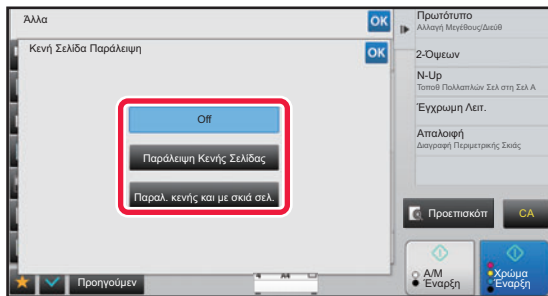 Άλλα
OK
Κενή Σελίδα Παράλειψη
OK
Off
Παράλειψη Κενής Σελίδας
Παραλ. κενής και με σκιά σελ.
Προηγούμεν
A4
Πρωτότυπο
Αλλαγή Μεγέθους/Διεύθ
2-Όψεων
N-Up
Τοποθ Πολλαπλών Σελ στη Σελ Α
Έγχρωμη Λειτ.
Απαλοιφή
Διαγραφή Περιμετρικής Σκιάς
Προεπισκόπ
CA
Α/Μ
Έναρξη
Χρώμα
Έναρξη